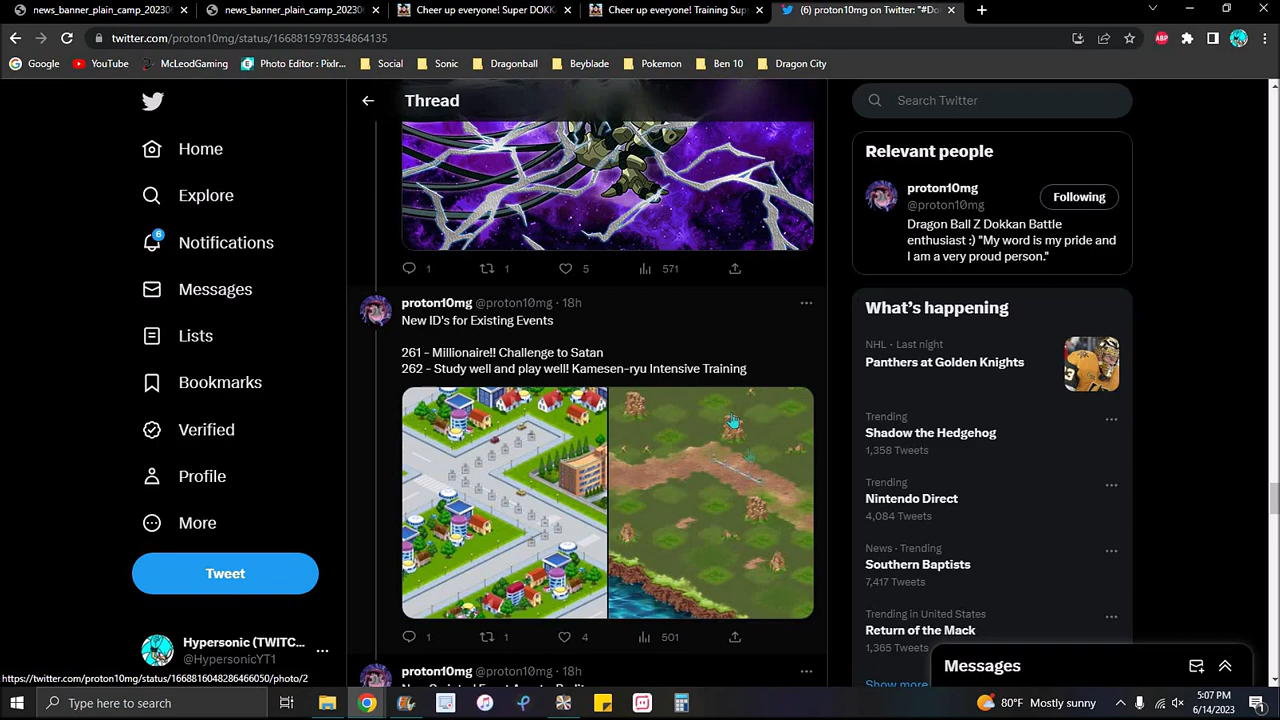 news_banner_plain_camp_202306
news_banner_plain_camp_202306
Cheer up everyone! Super DOKK
Cheer up everyone! Training Sup
(6) proton10mg on Twitter: "#Do
twitter.com/proton10mg/status/1668815978354864135
ABP
Google
YouTube
McLeodGaming
Photo Editor : Pixlr...
Social
Sonic
Dragonball
Beyblade
Pokemon
Ben 10
Dragon City
Thread
Search Twitter
Home
Explore
6
Notifications
Messages
Lists
Bookmarks
Verified
Profile
More
Tweet
Hypersonic (TWITC...
@HypersonicYT1
1
1
5
571
proton10mg @proton10mg · 18h
New ID's for Existing Events
261 - Millionaire!! Challenge to Satan
262 - Study well and play well! Kamesen-ryu Intensive Training
1
1
4
501
proton10mg @proton10mg · 18h
Relevant people
proton10mg
@proton10mg
Following
Dragon Ball Z Dokkan Battle
enthusiast :) "My word is my pride and
I am a very proud person."
What's happening
NHL · Last night
Panthers at Golden Knights
Trending
Shadow the Hedgehog
1,358 Tweets
Trending
Nintendo Direct
4,084 Tweets
News · Trending
Southern Baptists
7,417 Tweets
Trending in United States
Return of the Mack
1,365 Tweets
Show more
Messages
https://twitter.com/proton10mg/status/1668816048286466050/photo/2
Type here to search
80°F Mostly sunny
5:07 PM
6/14/2023